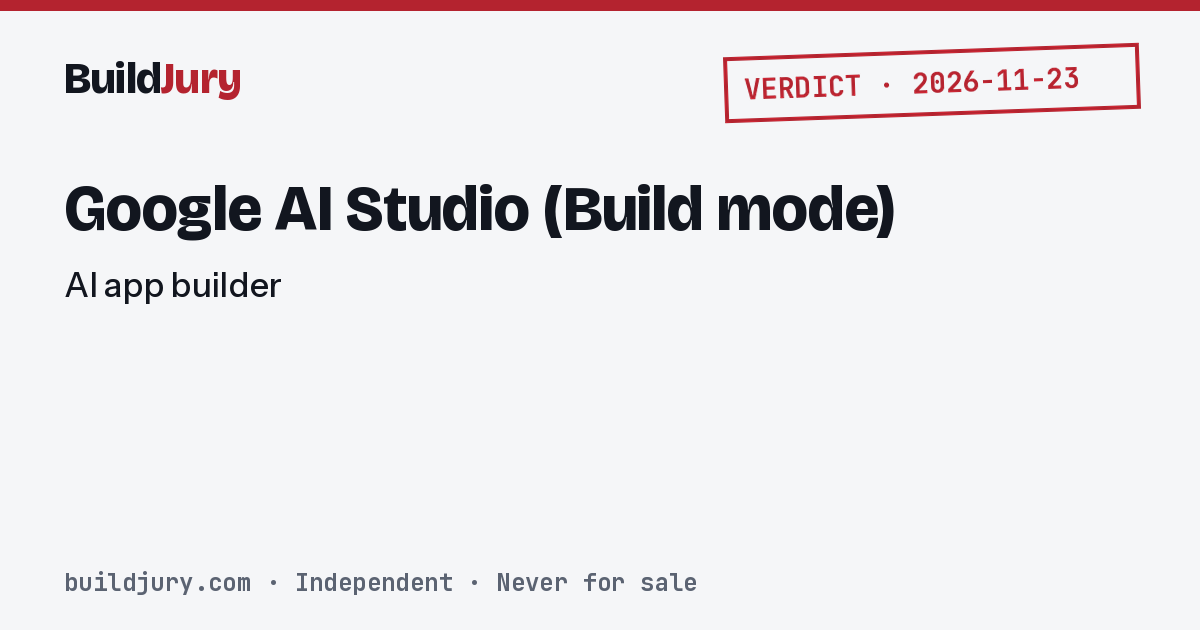 BuildJury
VERDICT · 2026-11-23
Google AI Studio (Build mode)
AI app builder
buildjury.com · Independent · Never for sale